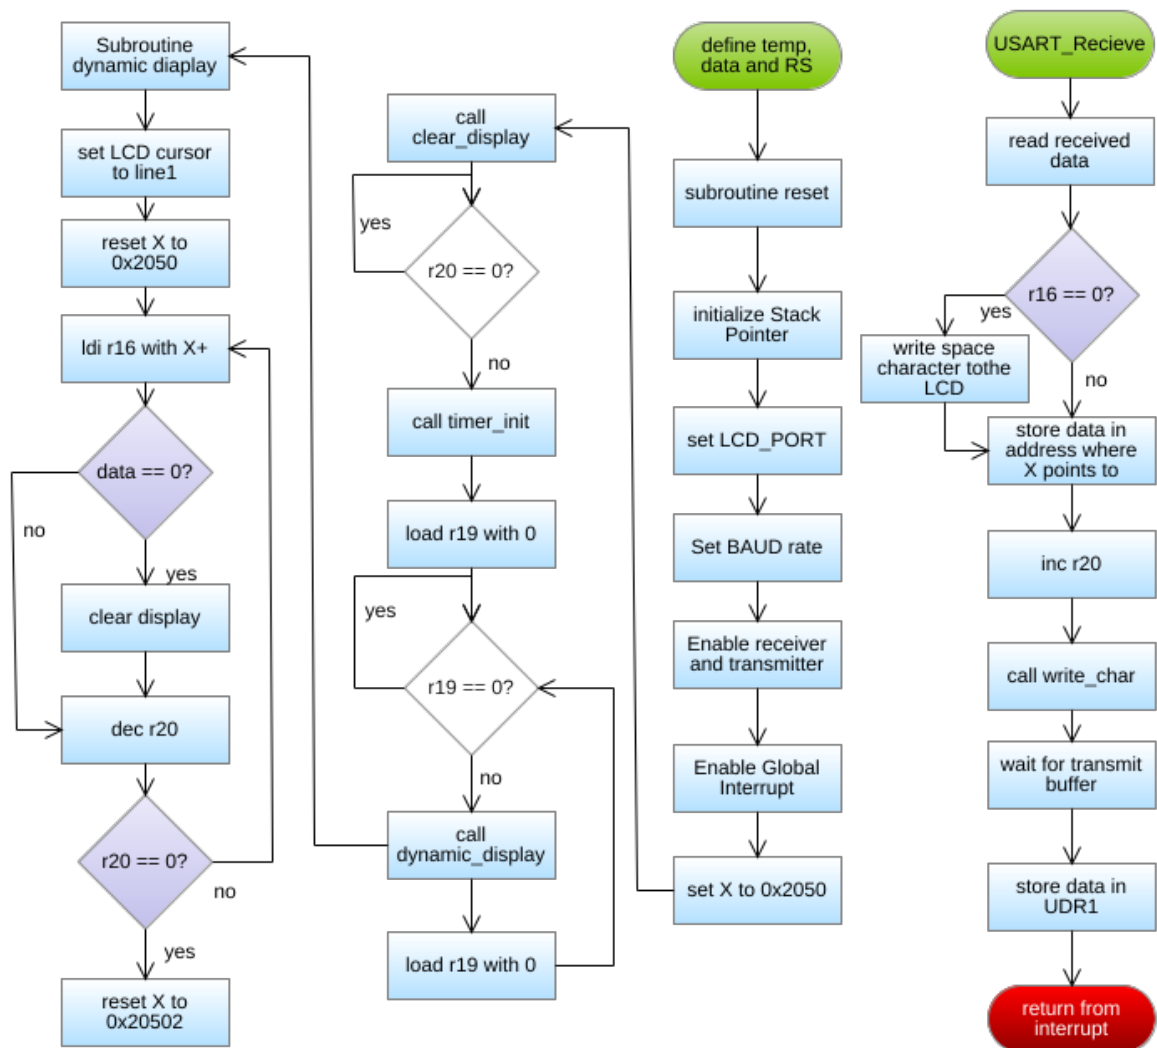 Subroutine
dynamic diaplay
set LCD cursor
to line1
reset X to
0x2050
ldi r16 with X+
data == 0?
no
yes
clear display
dec r20
r20 == 0?
no
yes
reset X to
0x20502
call
clear_display
yes
r20 == 0?
no
call timer_init
load r19 with 0
yes
r19 == 0?
no
call
dynamic_display
load r19 with 0
define temp,
data and RS
subroutine reset
initialize Stack
Pointer
set LCD_PORT
Set BAUD rate
Enable receiver
and transmitter
Enable Global
Interrupt
set X to 0x2050
USART_Recieve
read received
data
r16 == 0?
yes
write space
character tothe
LCD
no
store data in
address where
X points to
inc r20
call write_char
wait for transmit
buffer
store data in
UDR1
return from
interrupt